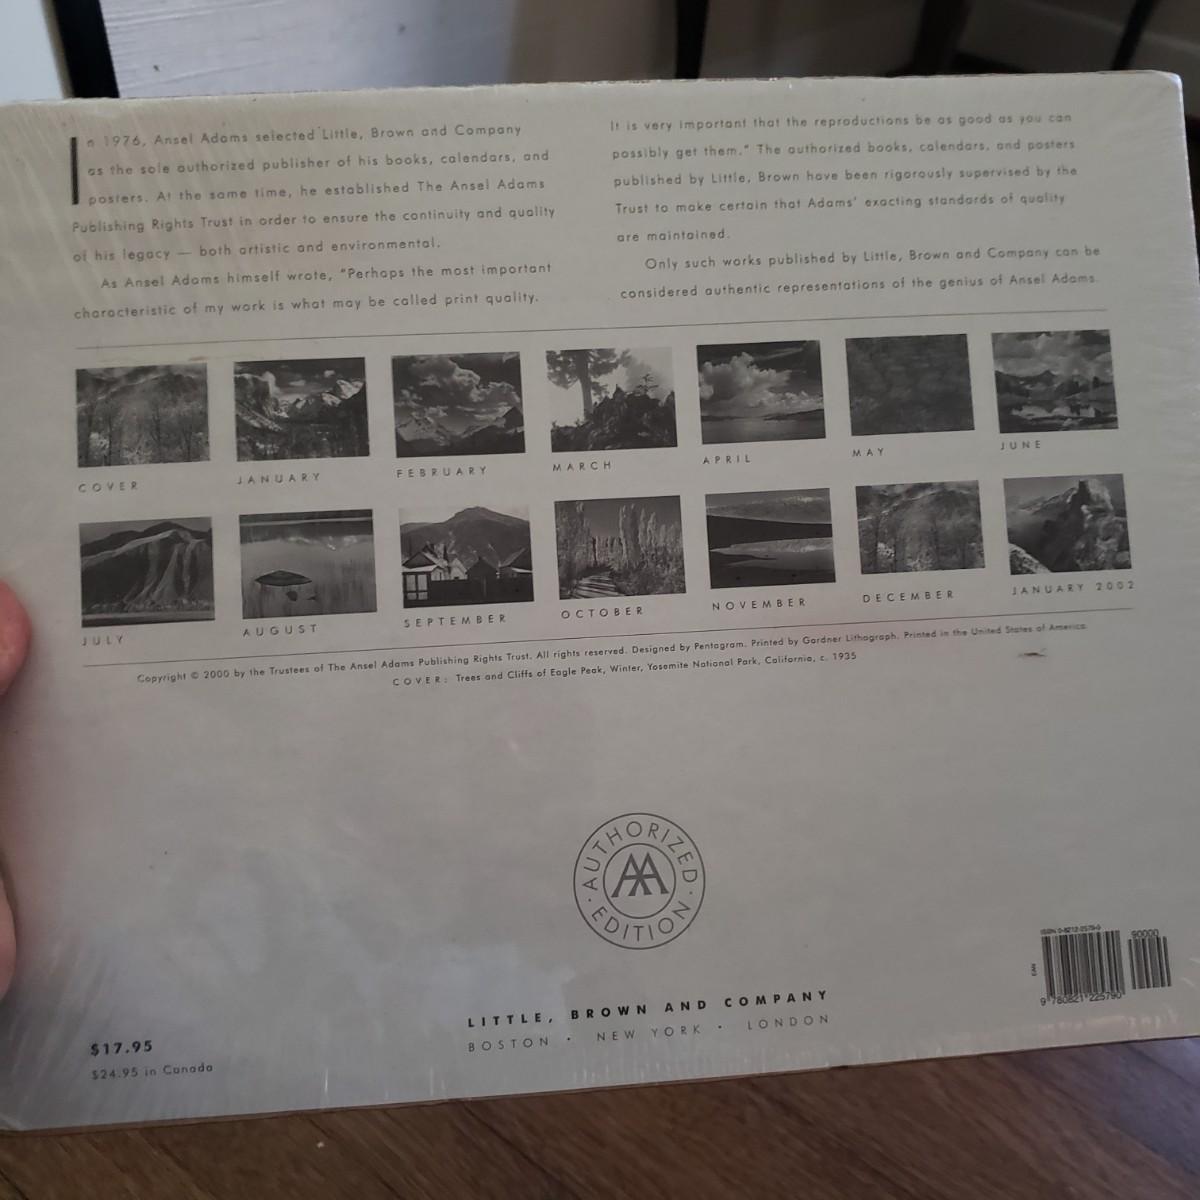 In 1976, Ansel Adams selected Little, Brown and Company
as the sole authorized publisher of his books, calendars, and
posters. At the same time, he established The Ansel Adams
Publishing Rights Trust in order to ensure the continuity and quality
of his legacy — both artistic and environmental.
As Ansel Adams himself wrote, "Perhaps the most important
characteristic of my work is what may be called print quality.
It is very important that the reproductions be as good as you can
possibly get them." The authorized books, calendars, and posters
published by Little, Brown have been rigorously supervised by the
Trust to make certain that Adams' exacting standards of quality
are maintained.
Only such works published by Little, Brown and Company can be
considered authentic representations of the genius of Ansel Adams.
COVER
JANUARY
FEBRUARY
MARCH
APRIL
MAY
JUNE
JULY
AUGUST
SEPTEMBER
OCTOBER
NOVEMBER
DECEMBER
JANUARY 2002
Copyright © 2000 by the Trustees of The Ansel Adams Publishing Rights Trust. All rights reserved. Designed by Pentagram. Printed by Gardner Lithograph. Printed in the United States of America.
COVER: Trees and Cliffs of Eagle Peak, Winter, Yosemite National Park, California, c. 1935
AUTHORIZED
AA
EDITION
LITTLE, BROWN AND COMPANY
BOSTON • NEW YORK • LONDON
$17.95
$24.95 in Canada
ISBN 0-8212-2579-0
90000
EAN
9 780821 225790